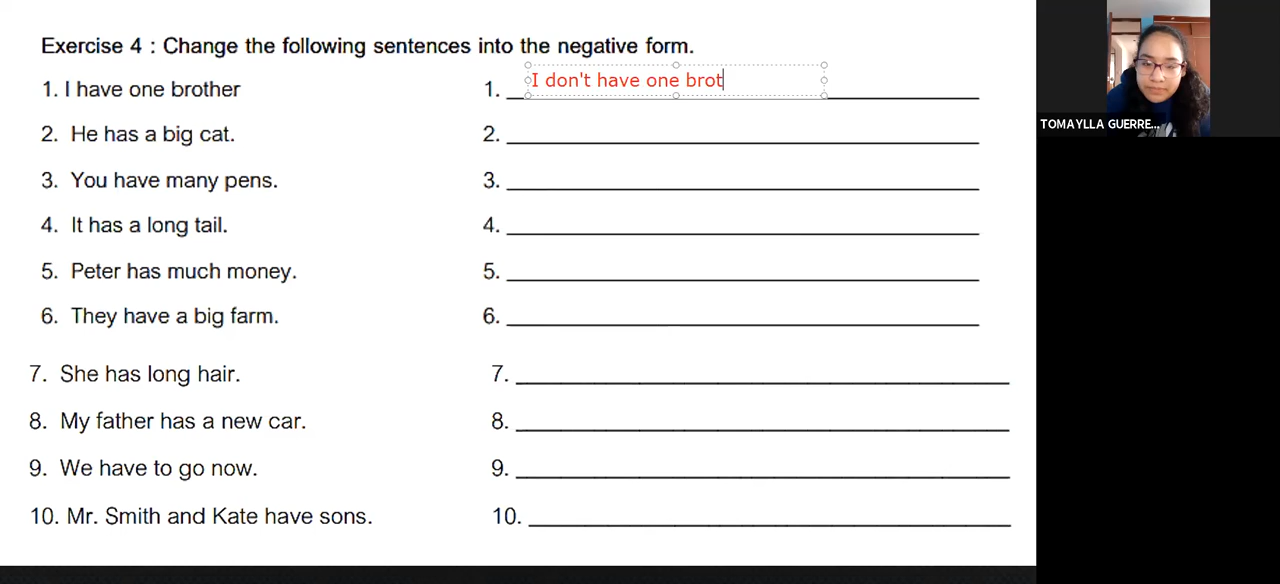 Exercise 4 : Change the following sentences into the negative form.
1. I have one brother 1. I don't have one brot
2. He has a big cat. 2.
3. You have many pens. 3.
4. It has a long tail. 4.
5. Peter has much money. 5.
6. They have a big farm. 6.
7. She has long hair. 7.
8. My father has a new car. 8.
9. We have to go now. 9.
10. Mr. Smith and Kate have sons. 10.
TOMAYLLA GUERRE...